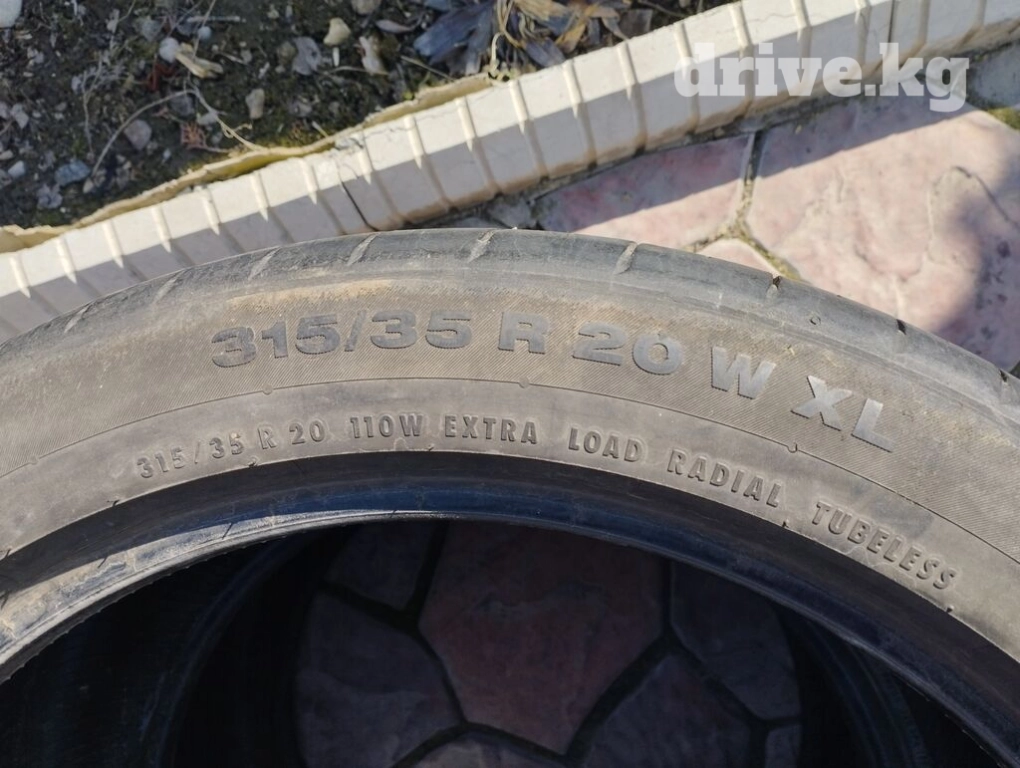 drive.kg
315/35 R 20 W XL
315/35 R 20 110W EXTRA LOAD RADIAL TUBELESS